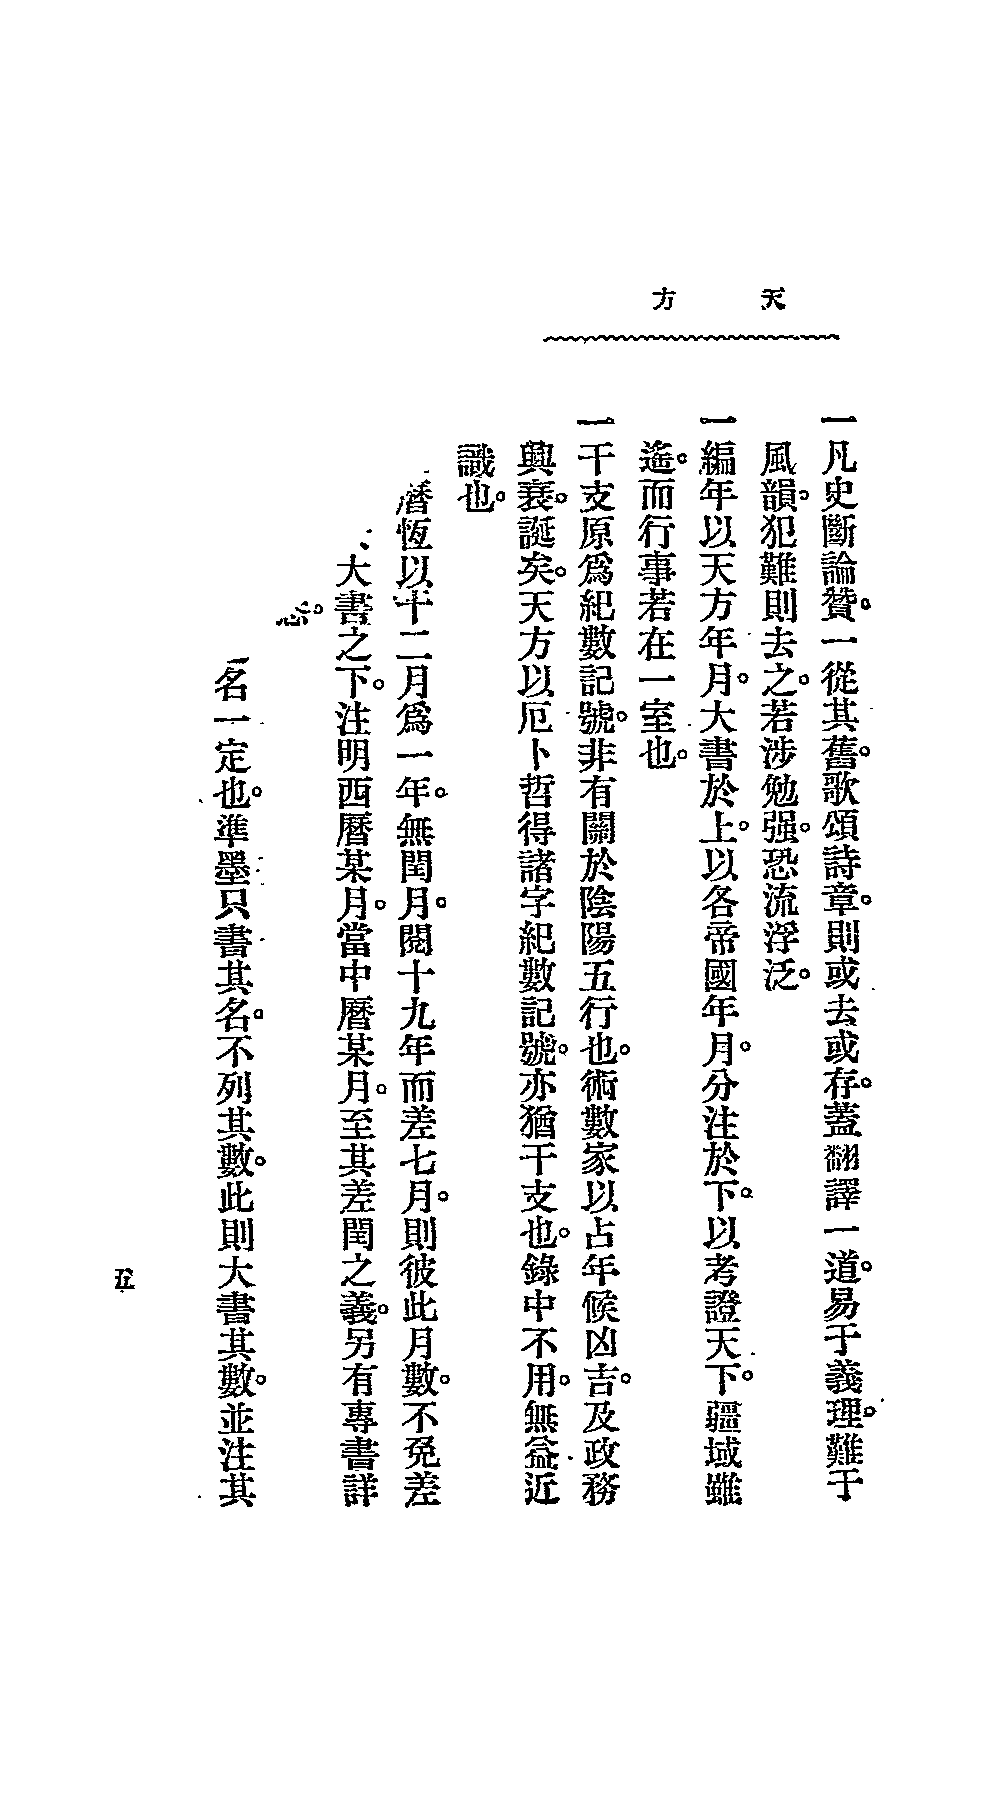 天方
一凡史斷論贊。一從其舊。歌頌詩章。則或去或存。蓋翻譯一道。易于義理。難于
風韻。犯難則去之。若涉勉强。恐流浮泛。
一編年以天方年月。大書於上。以各帝國年月。分注於下。以考證天下。疆域雖
遙。而行事若在一室也。
一干支原爲紀數記號。非有關於陰陽五行也。術數家以占年候凶吉。及政務
興衰。誕矣。天方以厄卜哲得諸字紀數記號。亦猶干支也。錄中不用。無益近
識也。
曆恆以十二月爲一年。無閏月。閱十九年而差七月。則彼此月數。不免差
大書之下。注明西曆某月。當中曆某月。至其差閏之義。另有專書詳
名一定也。準墨只書其名。不列其數。此則大書其數。並注其
五